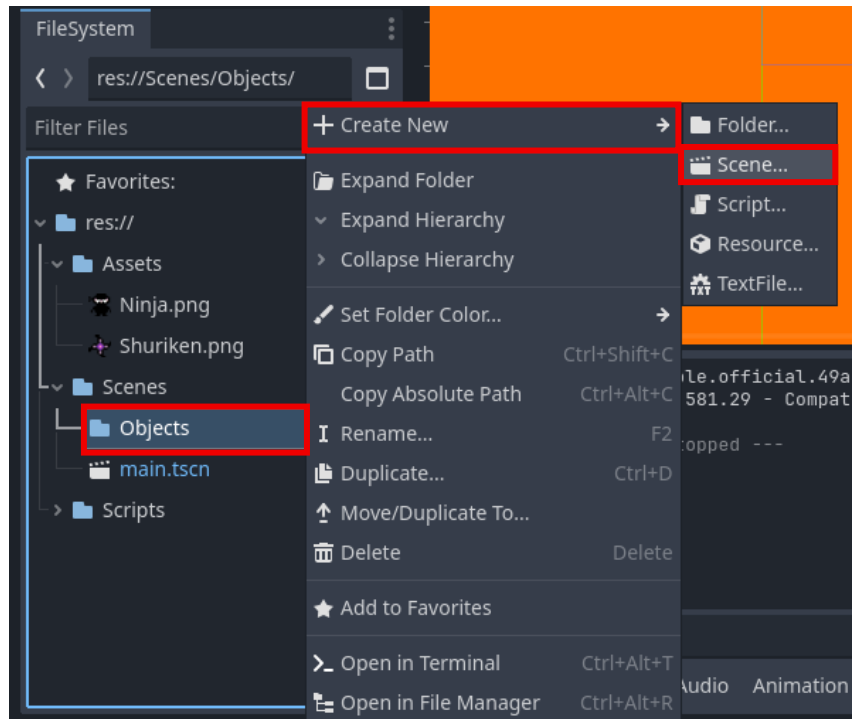 FileSystem
res://Scenes/Objects/
Filter Files
Favorites:
res://
Assets
Ninja.png
Shuriken.png
Scenes
Objects
main.tscn
Scripts
Create New
Expand Folder
Expand Hierarchy
Collapse Hierarchy
Set Folder Color...
Copy Path Ctrl+Shift+C
Copy Absolute Path Ctrl+Alt+C
Rename... F2
Duplicate... Ctrl+D
Move/Duplicate To...
Delete Delete
Add to Favorites
Open in Terminal Ctrl+Alt+T
Open in File Manager Ctrl+Alt+R
Folder...
Scene...
Script...
Resource...
TXT TextFile...
le.official.49a
581.29 - Compat
opped ---
Audio Animation